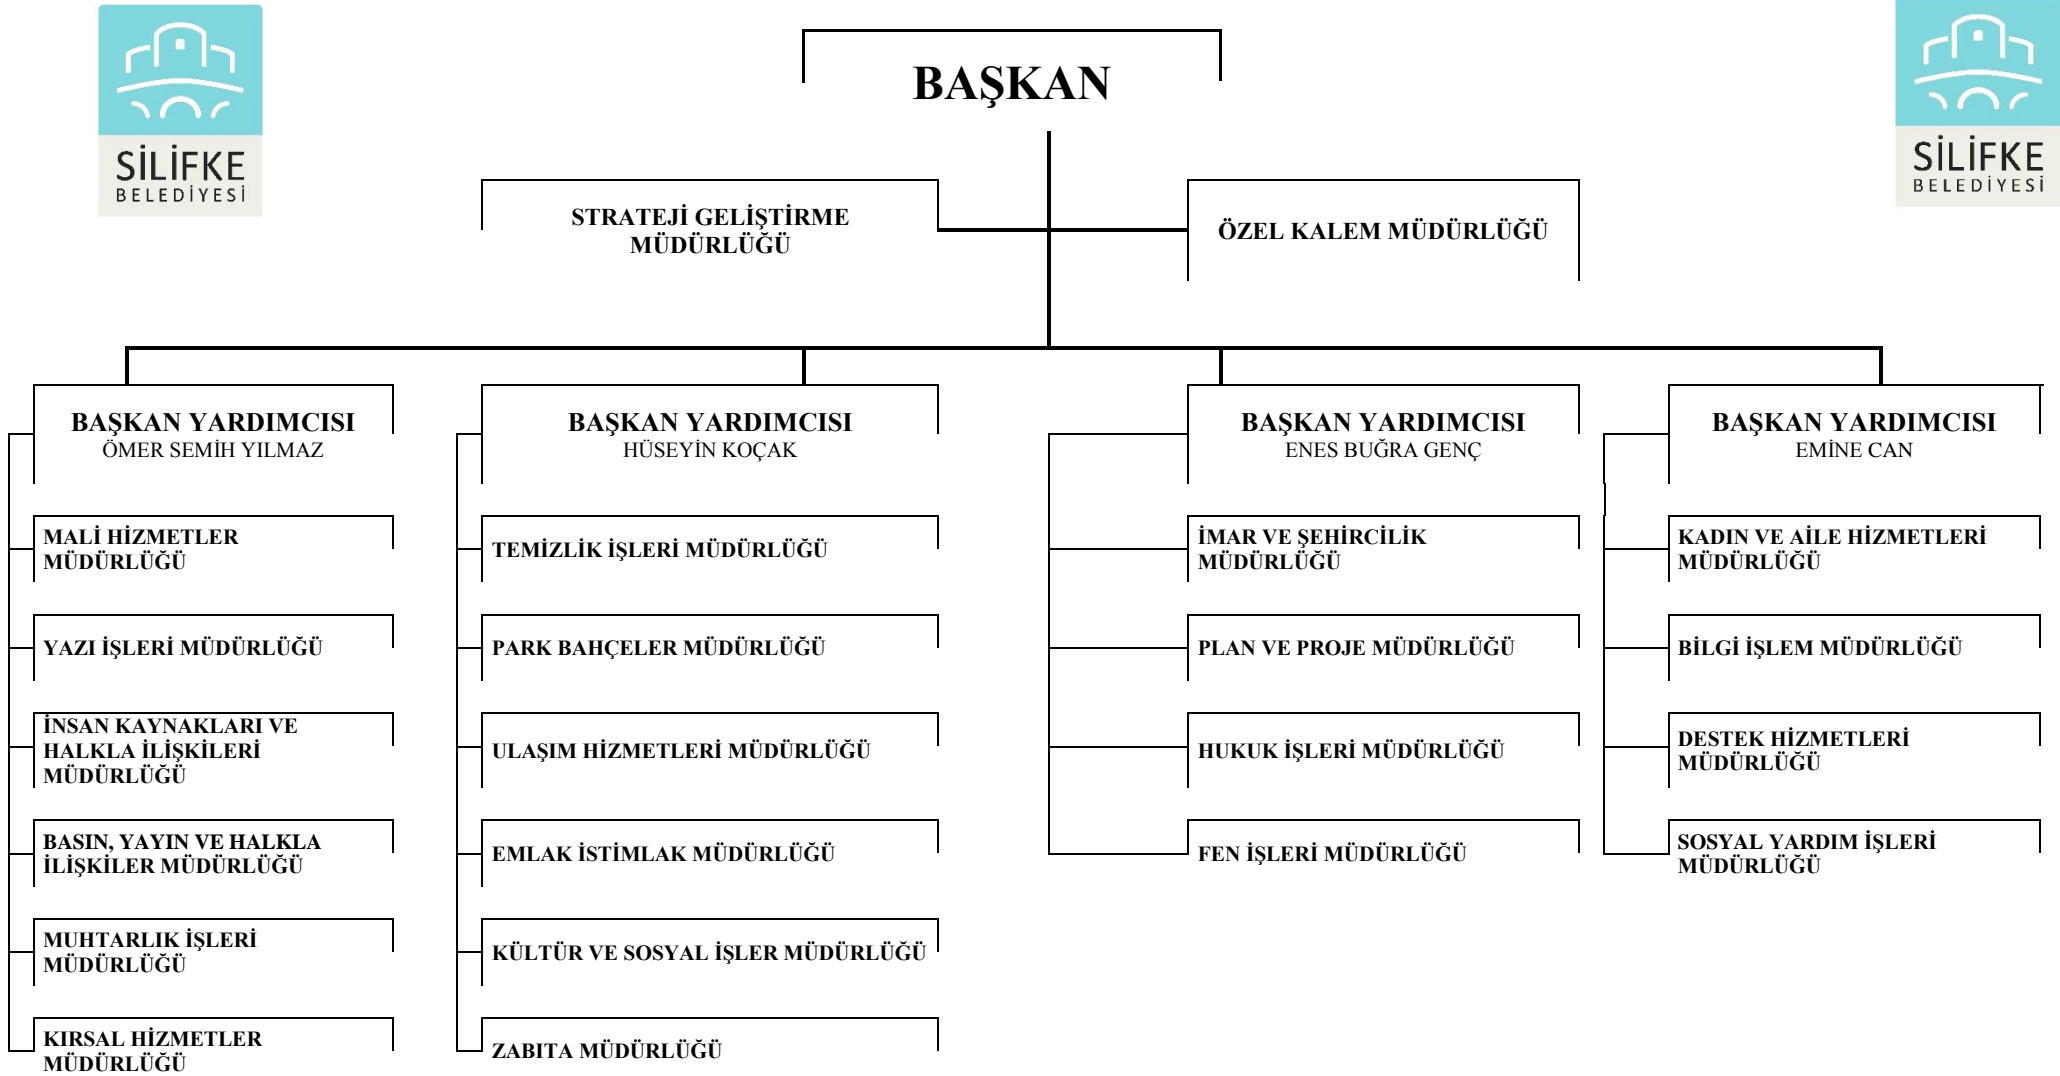 SİLİFKE
BELEDİYESİ
BAŞKAN
SİLİFKE
BELEDİYESİ
STRATEJİ GELİŞTİRME
MÜDÜRLÜĞÜ
ÖZEL KALEM MÜDÜRLÜĞÜ
BAŞKAN YARDIMCISI
ÖMER SEMİH YILMAZ
MALİ HİZMETLER
MÜDÜRLÜĞÜ
YAZI İŞLERİ MÜDÜRLÜĞÜ
İNSAN KAYNAKLARI VE
HALKLA İLİŞKİLERİ
MÜDÜRLÜĞÜ
BASIN, YAYIN VE HALKLA
İLİŞKİLER MÜDÜRLÜĞÜ
MUHTARLIK İŞLERİ
MÜDÜRLÜĞÜ
KIRSAL HİZMETLER
MÜDÜRLÜĞÜ
BAŞKAN YARDIMCISI
HÜSEYİN KOÇAK
TEMİZLİK İŞLERİ MÜDÜRLÜĞÜ
PARK BAHÇELER MÜDÜRLÜĞÜ
ULAŞIM HİZMETLERİ MÜDÜRLÜĞÜ
EMLAK İSTİMLAK MÜDÜRLÜĞÜ
KÜLTÜR VE SOSYAL İŞLER MÜDÜRLÜĞÜ
ZABITA MÜDÜRLÜĞÜ
BAŞKAN YARDIMCISI
ENES BUĞRA GENÇ
İMAR VE ŞEHİRCİLİK
MÜDÜRLÜĞÜ
PLAN VE PROJE MÜDÜRLÜĞÜ
HUKUK İŞLERİ MÜDÜRLÜĞÜ
FEN İŞLERİ MÜDÜRLÜĞÜ
BAŞKAN YARDIMCISI
EMİNE CAN
KADIN VE AİLE HİZMETLERİ
MÜDÜRLÜĞÜ
BİLGİ İŞLEM MÜDÜRLÜĞÜ
DESTEK HİZMETLERİ
MÜDÜRLÜĞÜ
SOSYAL YARDIM İŞLERİ
MÜDÜRLÜĞÜ